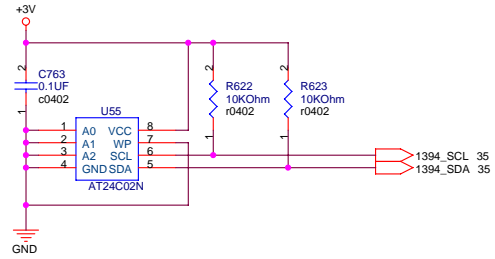 +3V
2
C763
0.1UF
c0402
1
2
R622
10KOhm
r0402
1
2
R623
10KOhm
r0402
1
U55
1 A0 VCC 8
2 A1 WP 7
3 A2 SCL 6
4 GND SDA 5
AT24C02N
1394_SCL 35
1394_SDA 35
GND